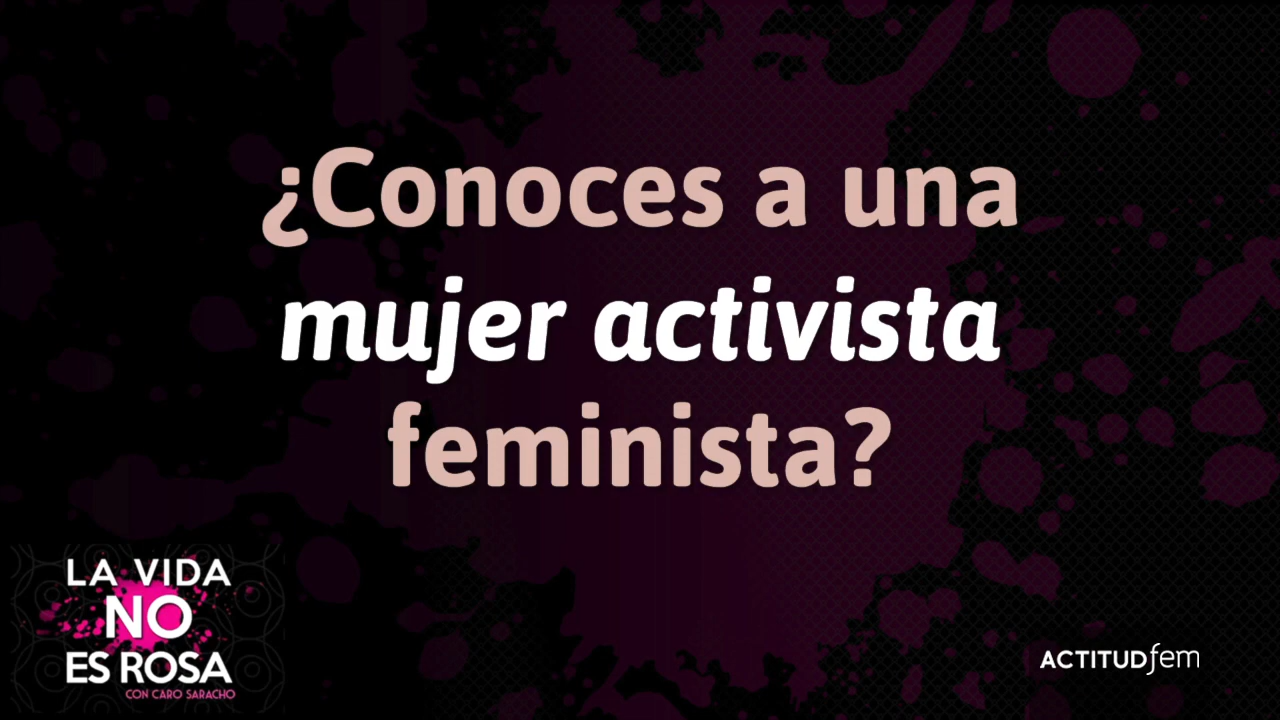 ¿Conoces a una
mujer activista
feminista?
LA VIDA
NO
ES ROSA
CON CARO SARACHO
ACTITUDfem